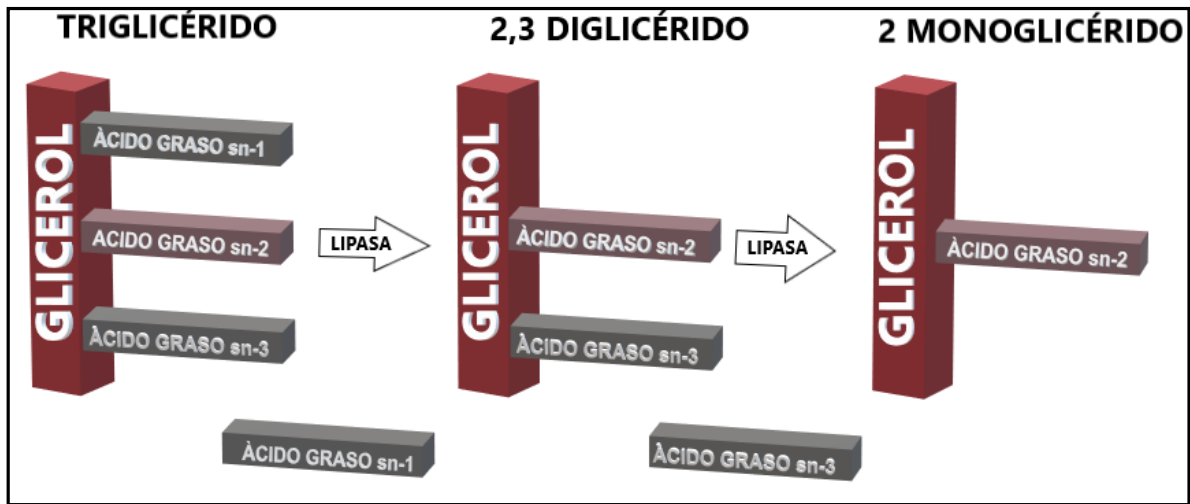 TRIGLICÉRIDO
2,3 DIGLICÉRIDO
2 MONOGLICÉRIDO
GLICEROL
ÀCIDO GRASO sn-1
ACIDO GRASO sn-2
ÀCIDO GRASO sn-3
LIPASA
GLICEROL
ÀCIDO GRASO sn-2
ÀCIDO GRASO sn-3
LIPASA
GLICEROL
ÀCIDO GRASO sn-2
ÀCIDO GRASO sn-1
ÀCIDO GRASO sn-3